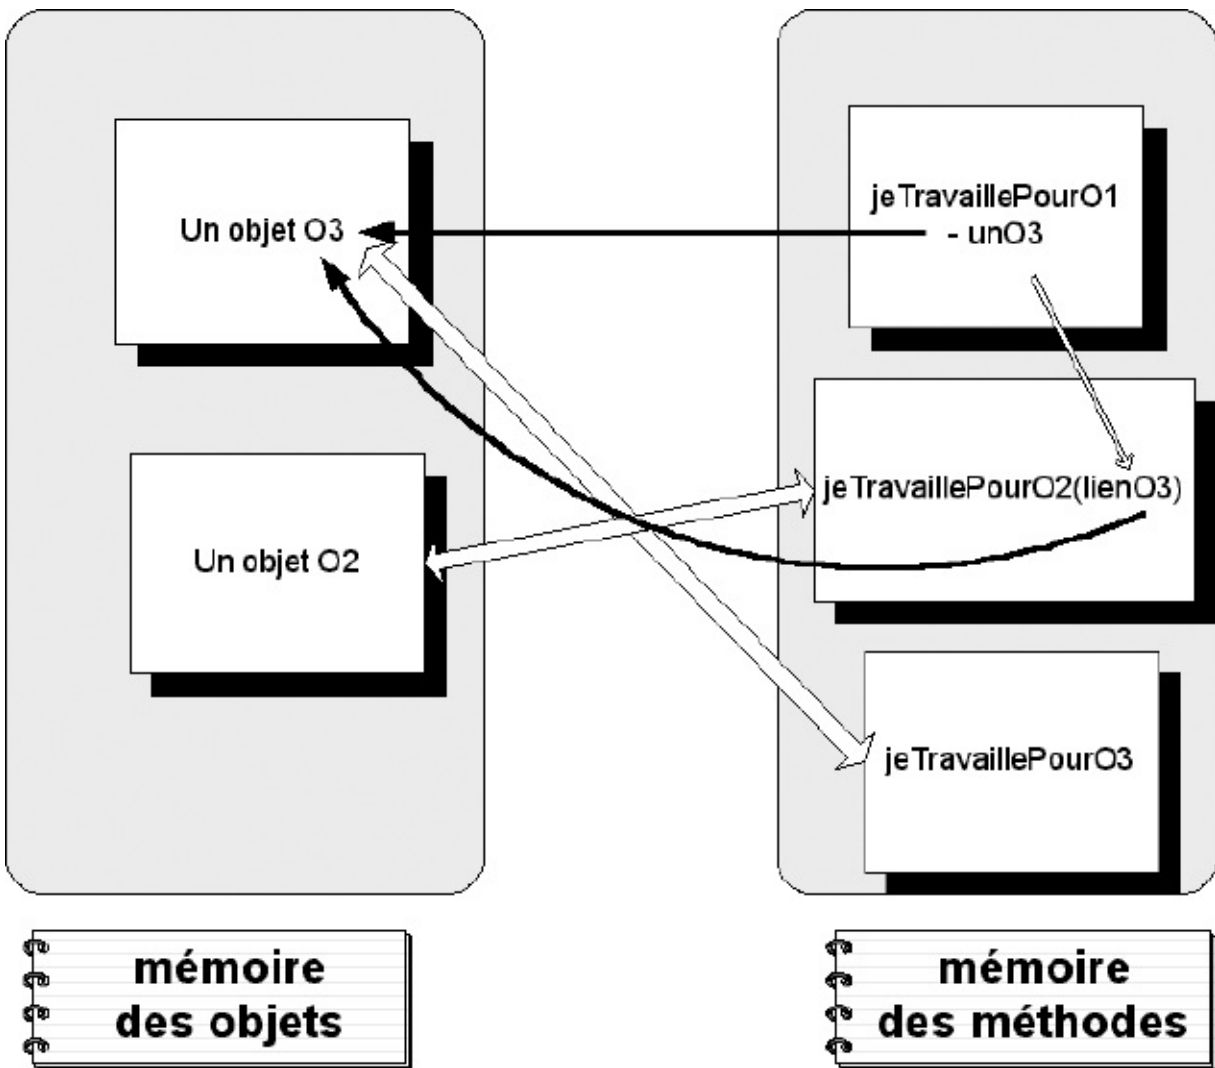 Un objet O3
Un objet O2
jeTravaillePourO1
- unO3
jeTravaillePourO2(lienO3)
jeTravaillePourO3
mémoire
des objets
mémoire
des méthodes